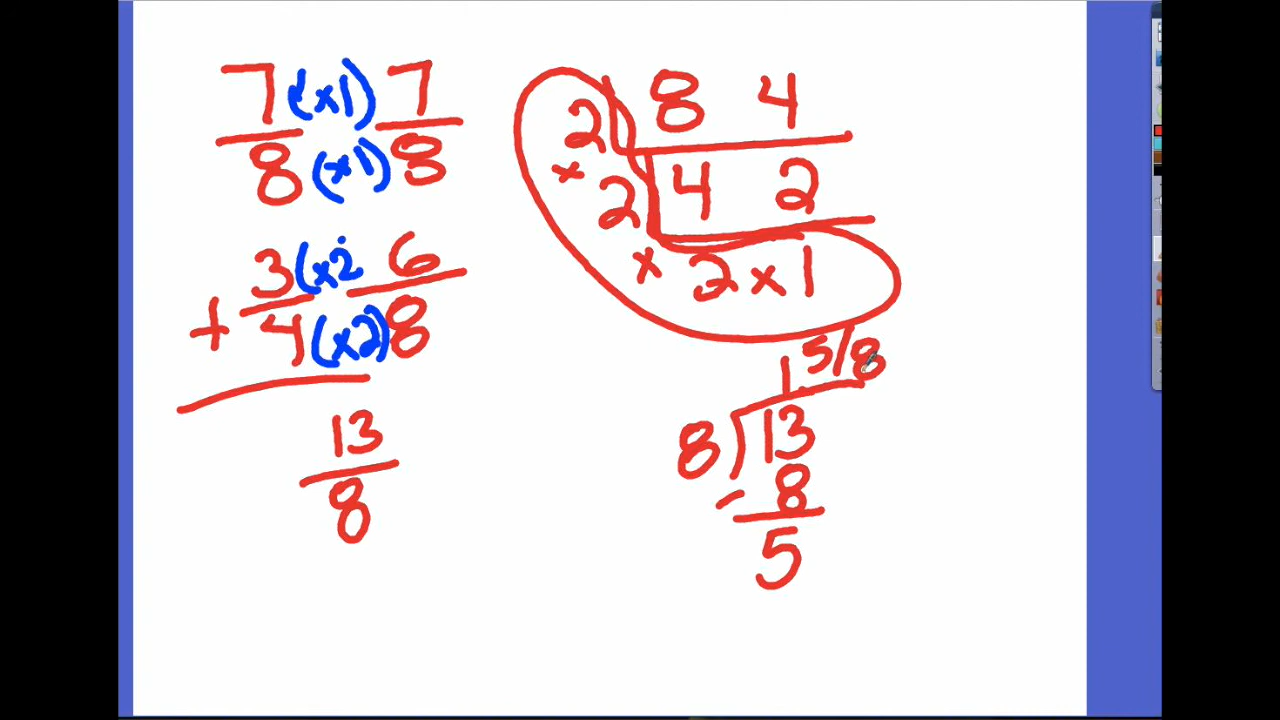 7 (x1) 7
8 (x1) 8
3 (x2 6
+ 4 (x2) 8
13
8
2 8 4
x 2 4 2
x 2 x 1
1 5/8
8 13
- 8
5